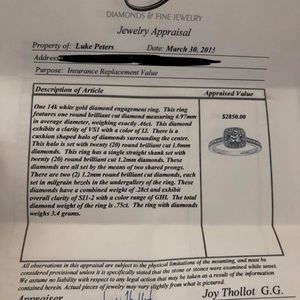 DIAMONDS & FINE JEWELRY
Jewelry Appraisal
Property of: Luke Peters Date: March 30, 2015
Address:
Purpose: Insurance Replacement Value
Description of Article Appraised Value
One 14k white gold diamond engagement ring. This ring $2850.00
features one round brilliant cut diamond measuring 4.97mm
in average diameter, weighing exactly .46ct. This diamond
exhibits a clarity of VS1 with a color of IJ. There is a
cushion shaped halo of diamonds surrounding the center.
This halo is set with twenty (20) round brilliant cut 1.0mm
diamonds. This ring has a single straight shank set with
twenty (20) round brilliant cut 1.2mm diamonds. These
diamonds are all set by the means of two shared prongs.
There are two (2) 1.2mm round brilliant cut diamonds, each
set in milgrain bezels in the undergallery of the ring. These
diamonds have a combined weight of .28ct and exhibit
overall clarity of SI1-2 with a color range of GHI. The total
diamond weight of the ring is .75ct. The ring with diamonds
weighs 3.4 grams.
All observations in this appraisal are subject to the physical limitations of the mounting, and must be
considered provisional unless it is specifically stated that the stone or stones were examined while unset.
We assume no liability with respect to any legal action that may be taken as a result of the information
contained herein. Actual pieces of jewelry may vary slightly from what is pictured.
Appraiser Joy Thollot G.G.